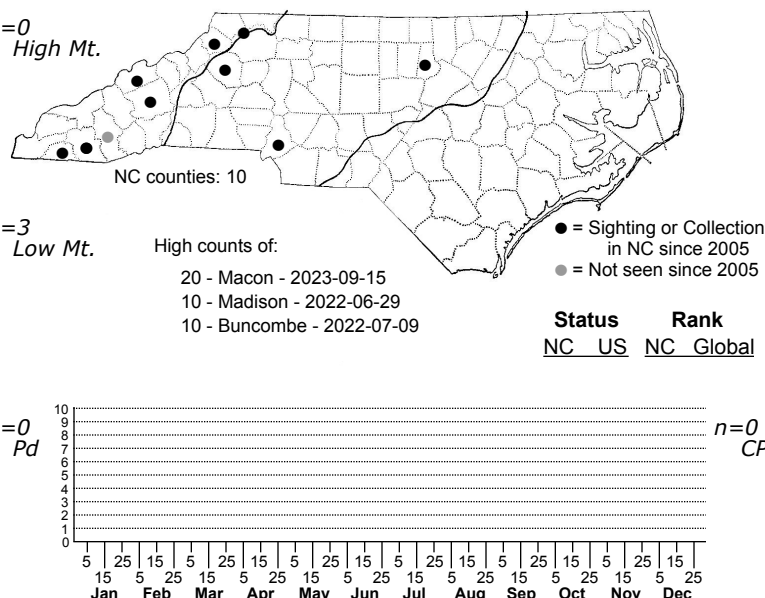 =0
High Mt.
NC counties: 10
=3
Low Mt.
High counts of:
20 - Macon - 2023-09-15
10 - Madison - 2022-06-29
10 - Buncombe - 2022-07-09
● = Sighting or Collection
in NC since 2005
● = Not seen since 2005
Status Rank
NC US NC Global
=0
Pd
n=0
CP
10
9
8
7
6
5
4
3
2
1
0
5 25 15 5 25 15 5 25 15 5 25 15 5 25 15 5 25 15
15 5 25 15 5 25 15 5 25 15 5 25 15 5 25 15 5 25
Jan Feb Mar Apr May Jun Jul Aug Sep Oct Nov Dec